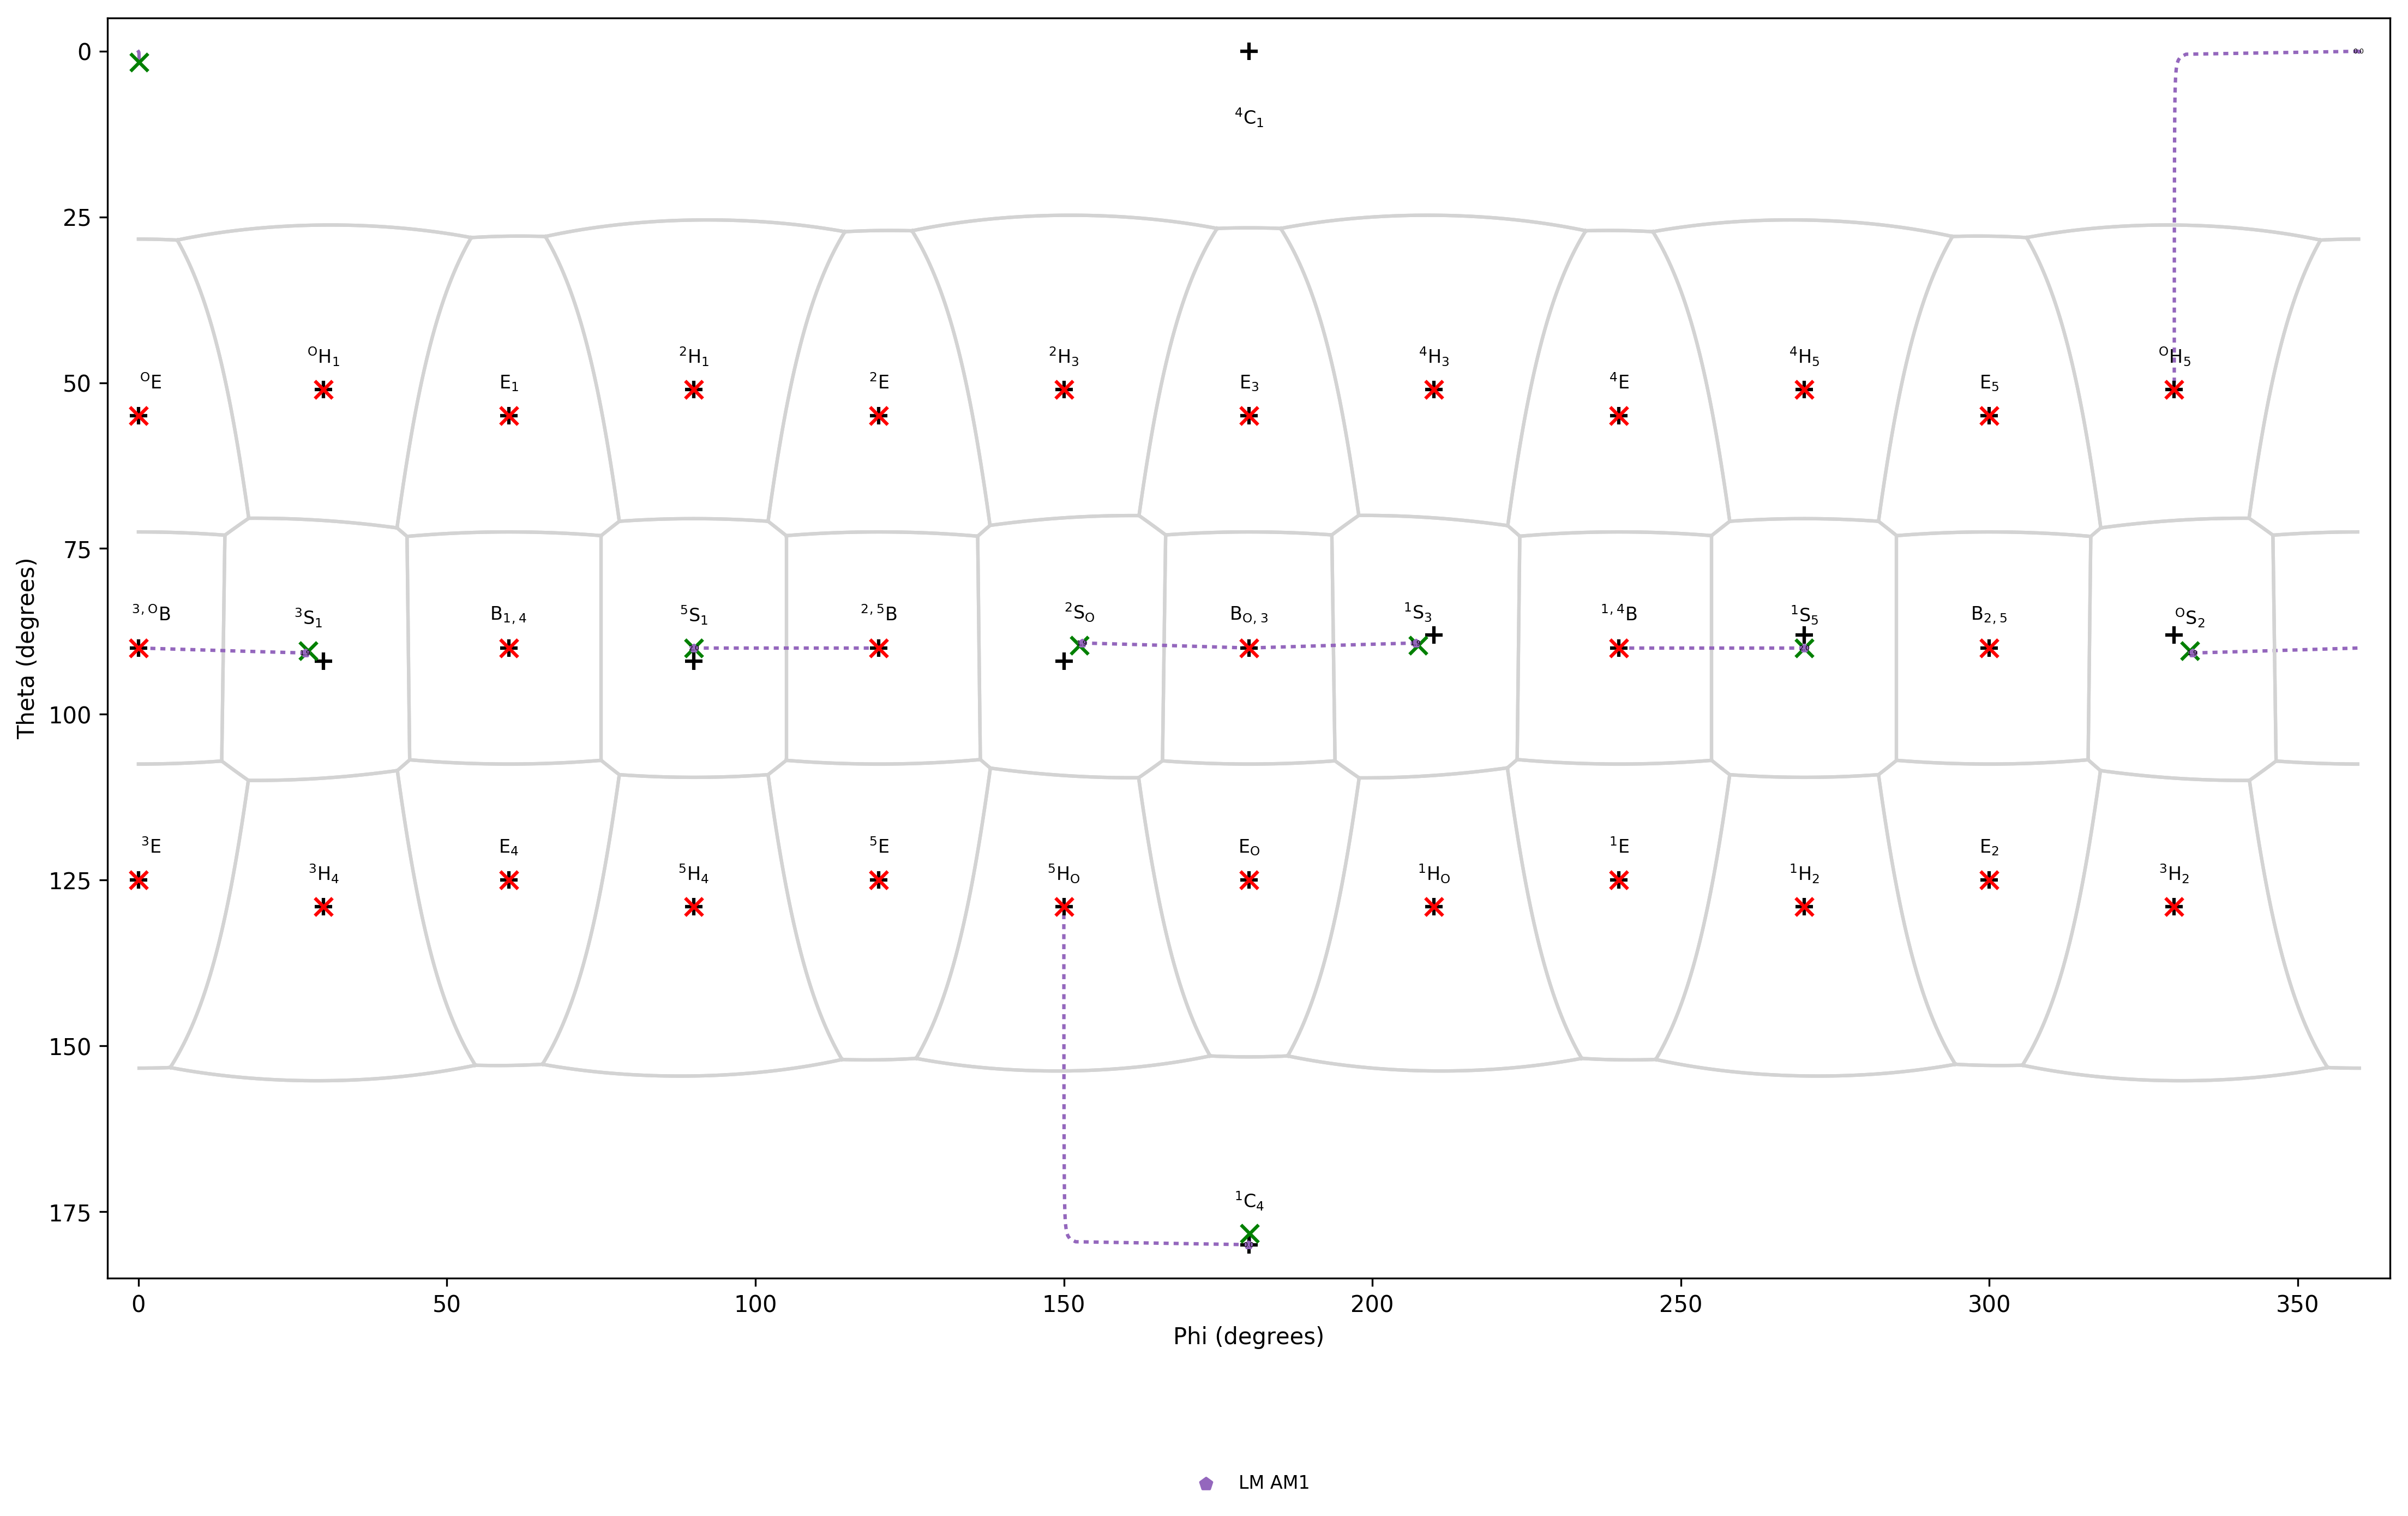 0
⁴C₁
25
ᴼH₁ ²H₁ ²H₃ ⁴H₃ ⁴H₅ ᴼH₅
50
ᴼE E₁ ²E E₃ ⁴E E₅
75
³,ᴼB ³S₁ B₁,₄ ⁵S₁ ²,⁵B ²Sₒ Bₒ,₃ ¹S₃ ¹,⁴B ¹S₅ B₂,₅ ᴼS₂
100
³E E₄ ⁵E Eₒ ¹E E₂
125
³H₄ ⁵H₄ ⁵Hₒ ¹Hₒ ¹H₂ ³H₂
150
175
¹C₄
Theta (degrees)
0 50 100 150 200 250 300 350
Phi (degrees)
LM AM1